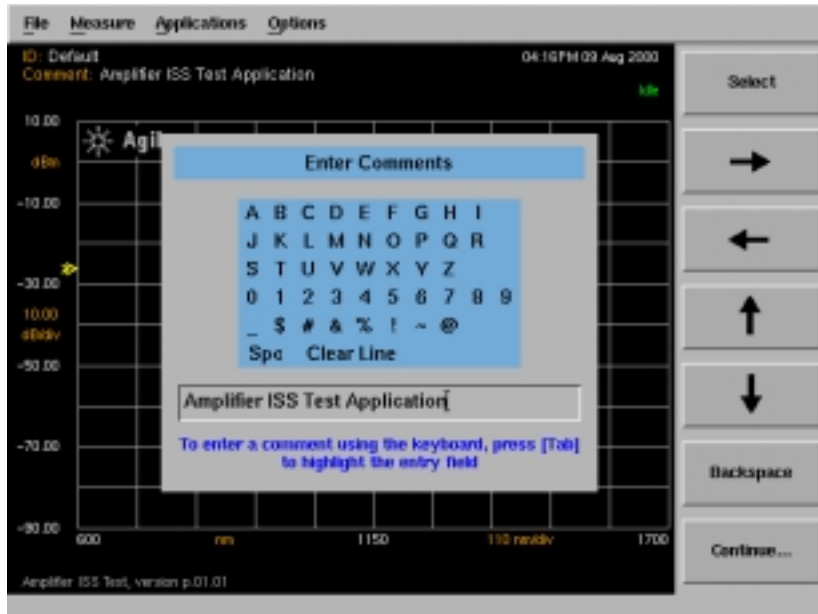 File Measure Applications Options
ID: Default
04:16PM 09 Aug 2000
Comment: Amplifier ISS Test Application
Idle
10.00
dBm
-10.00
-30.00
10.00
dB/div
-50.00
-70.00
-90.00
600 nm 1150 110 nm/div 1700
Agil
Enter Comments
A B C D E F G H I
J K L M N O P Q R
S T U V W X Y Z
0 1 2 3 4 5 6 7 8 9
_ $ # & % ! ~ @
Spc Clear Line
Amplifier ISS Test Application
To enter a comment using the keyboard, press [Tab]
to highlight the entry field
Amplifier ISS Test, version p.01.01
Select
Backspace
Continue...